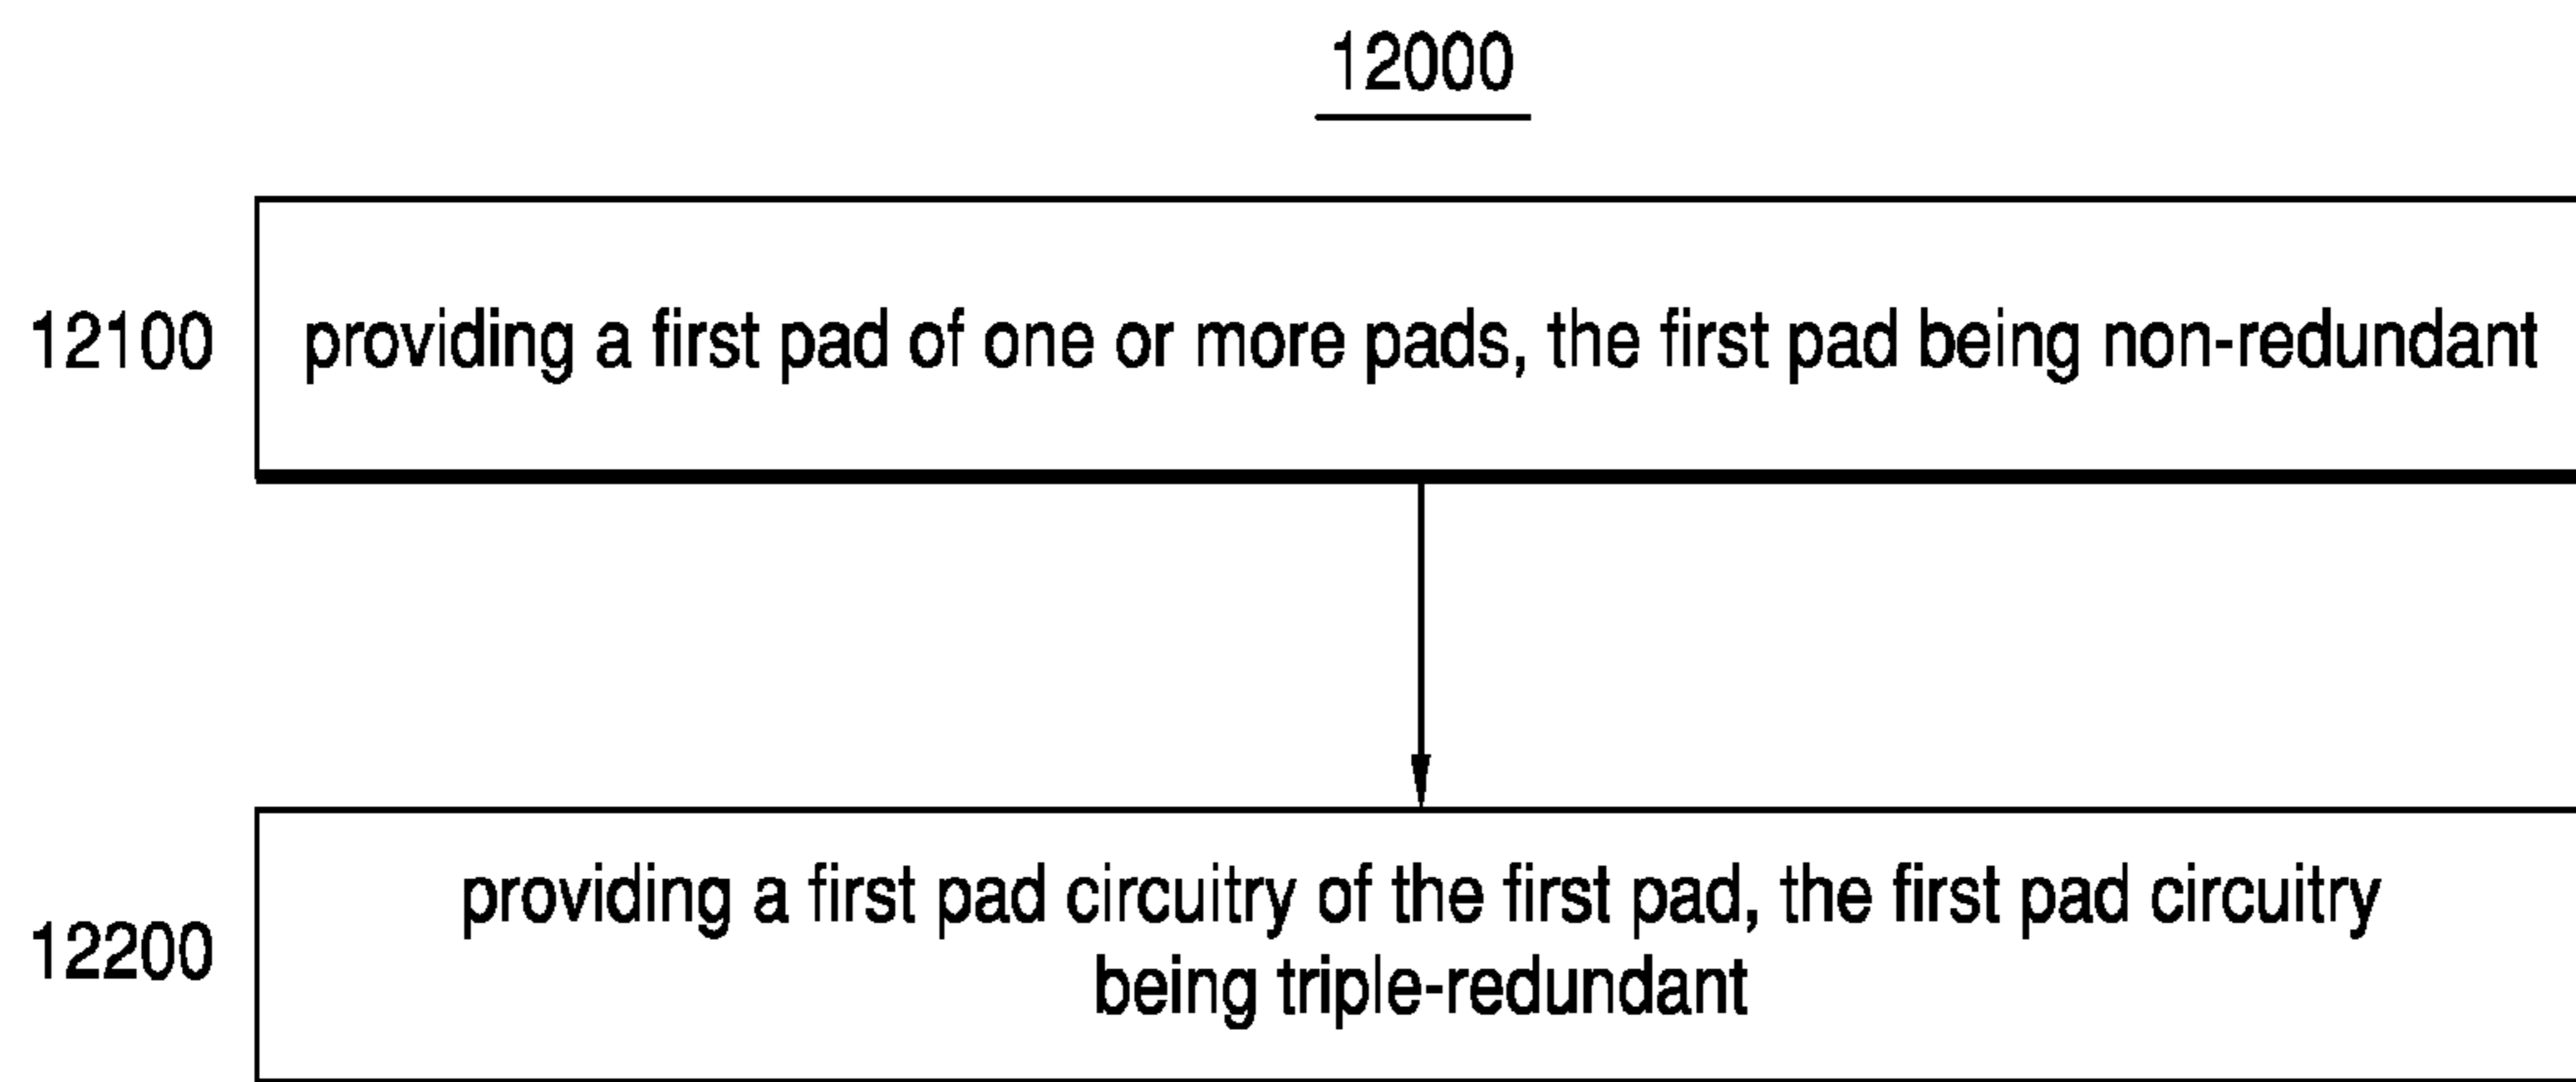 12000
12100
providing a first pad of one or more pads, the first pad being non-redundant
12200
providing a first pad circuitry of the first pad, the first pad circuitry
being triple-redundant